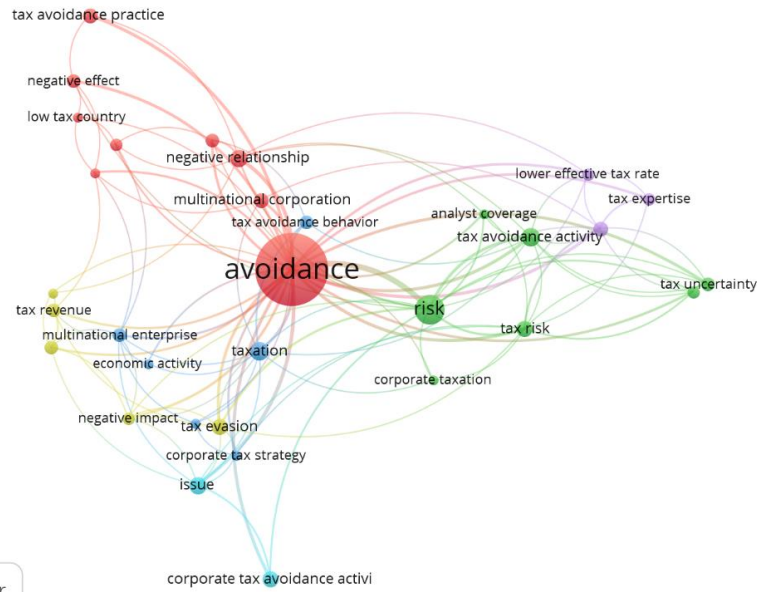 tax avoidance practice
negative effect
low tax country
negative relationship
lower effective tax rate
multinational corporation
tax expertise
analyst coverage
tax avoidance behavior
tax avoidance activity
avoidance
tax uncertainty
tax revenue
risk
multinational enterprise
tax risk
taxation
economic activity
corporate taxation
negative impact
tax evasion
corporate tax strategy
issue
corporate tax avoidance activi
r